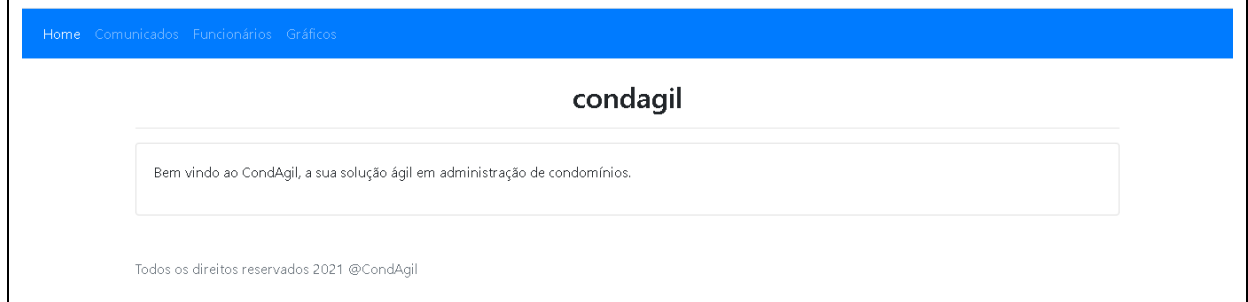 Home Comunicados Funcionários Gráficos
condagil
Bem vindo ao CondAgil, a sua solução ágil em administração de condomínios.
Todos os direitos reservados 2021 @CondAgil